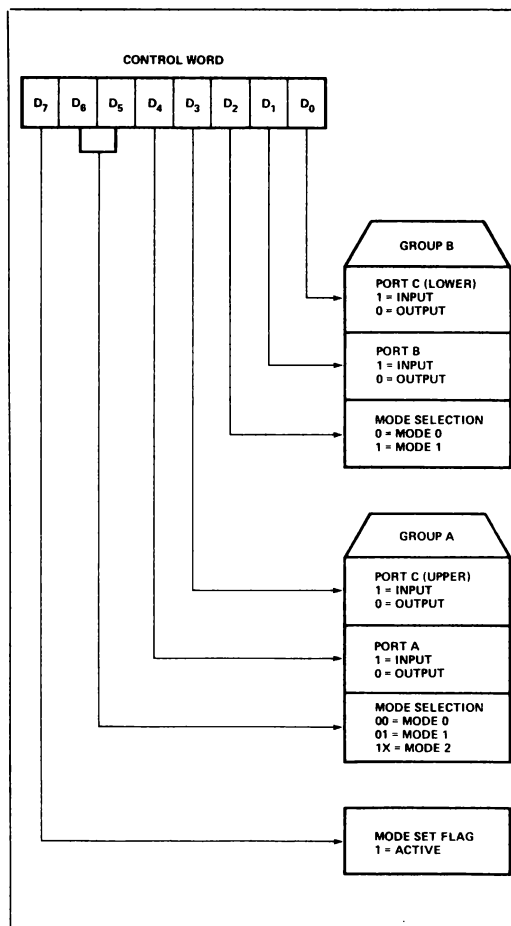 CONTROL WORD
D7 D6 D5 D4 D3 D2 D1 D0
GROUP B
PORT C (LOWER)
1 = INPUT
0 = OUTPUT
PORT B
1 = INPUT
0 = OUTPUT
MODE SELECTION
0 = MODE 0
1 = MODE 1
GROUP A
PORT C (UPPER)
1 = INPUT
0 = OUTPUT
PORT A
1 = INPUT
0 = OUTPUT
MODE SELECTION
00 = MODE 0
01 = MODE 1
1X = MODE 2
MODE SET FLAG
1 = ACTIVE